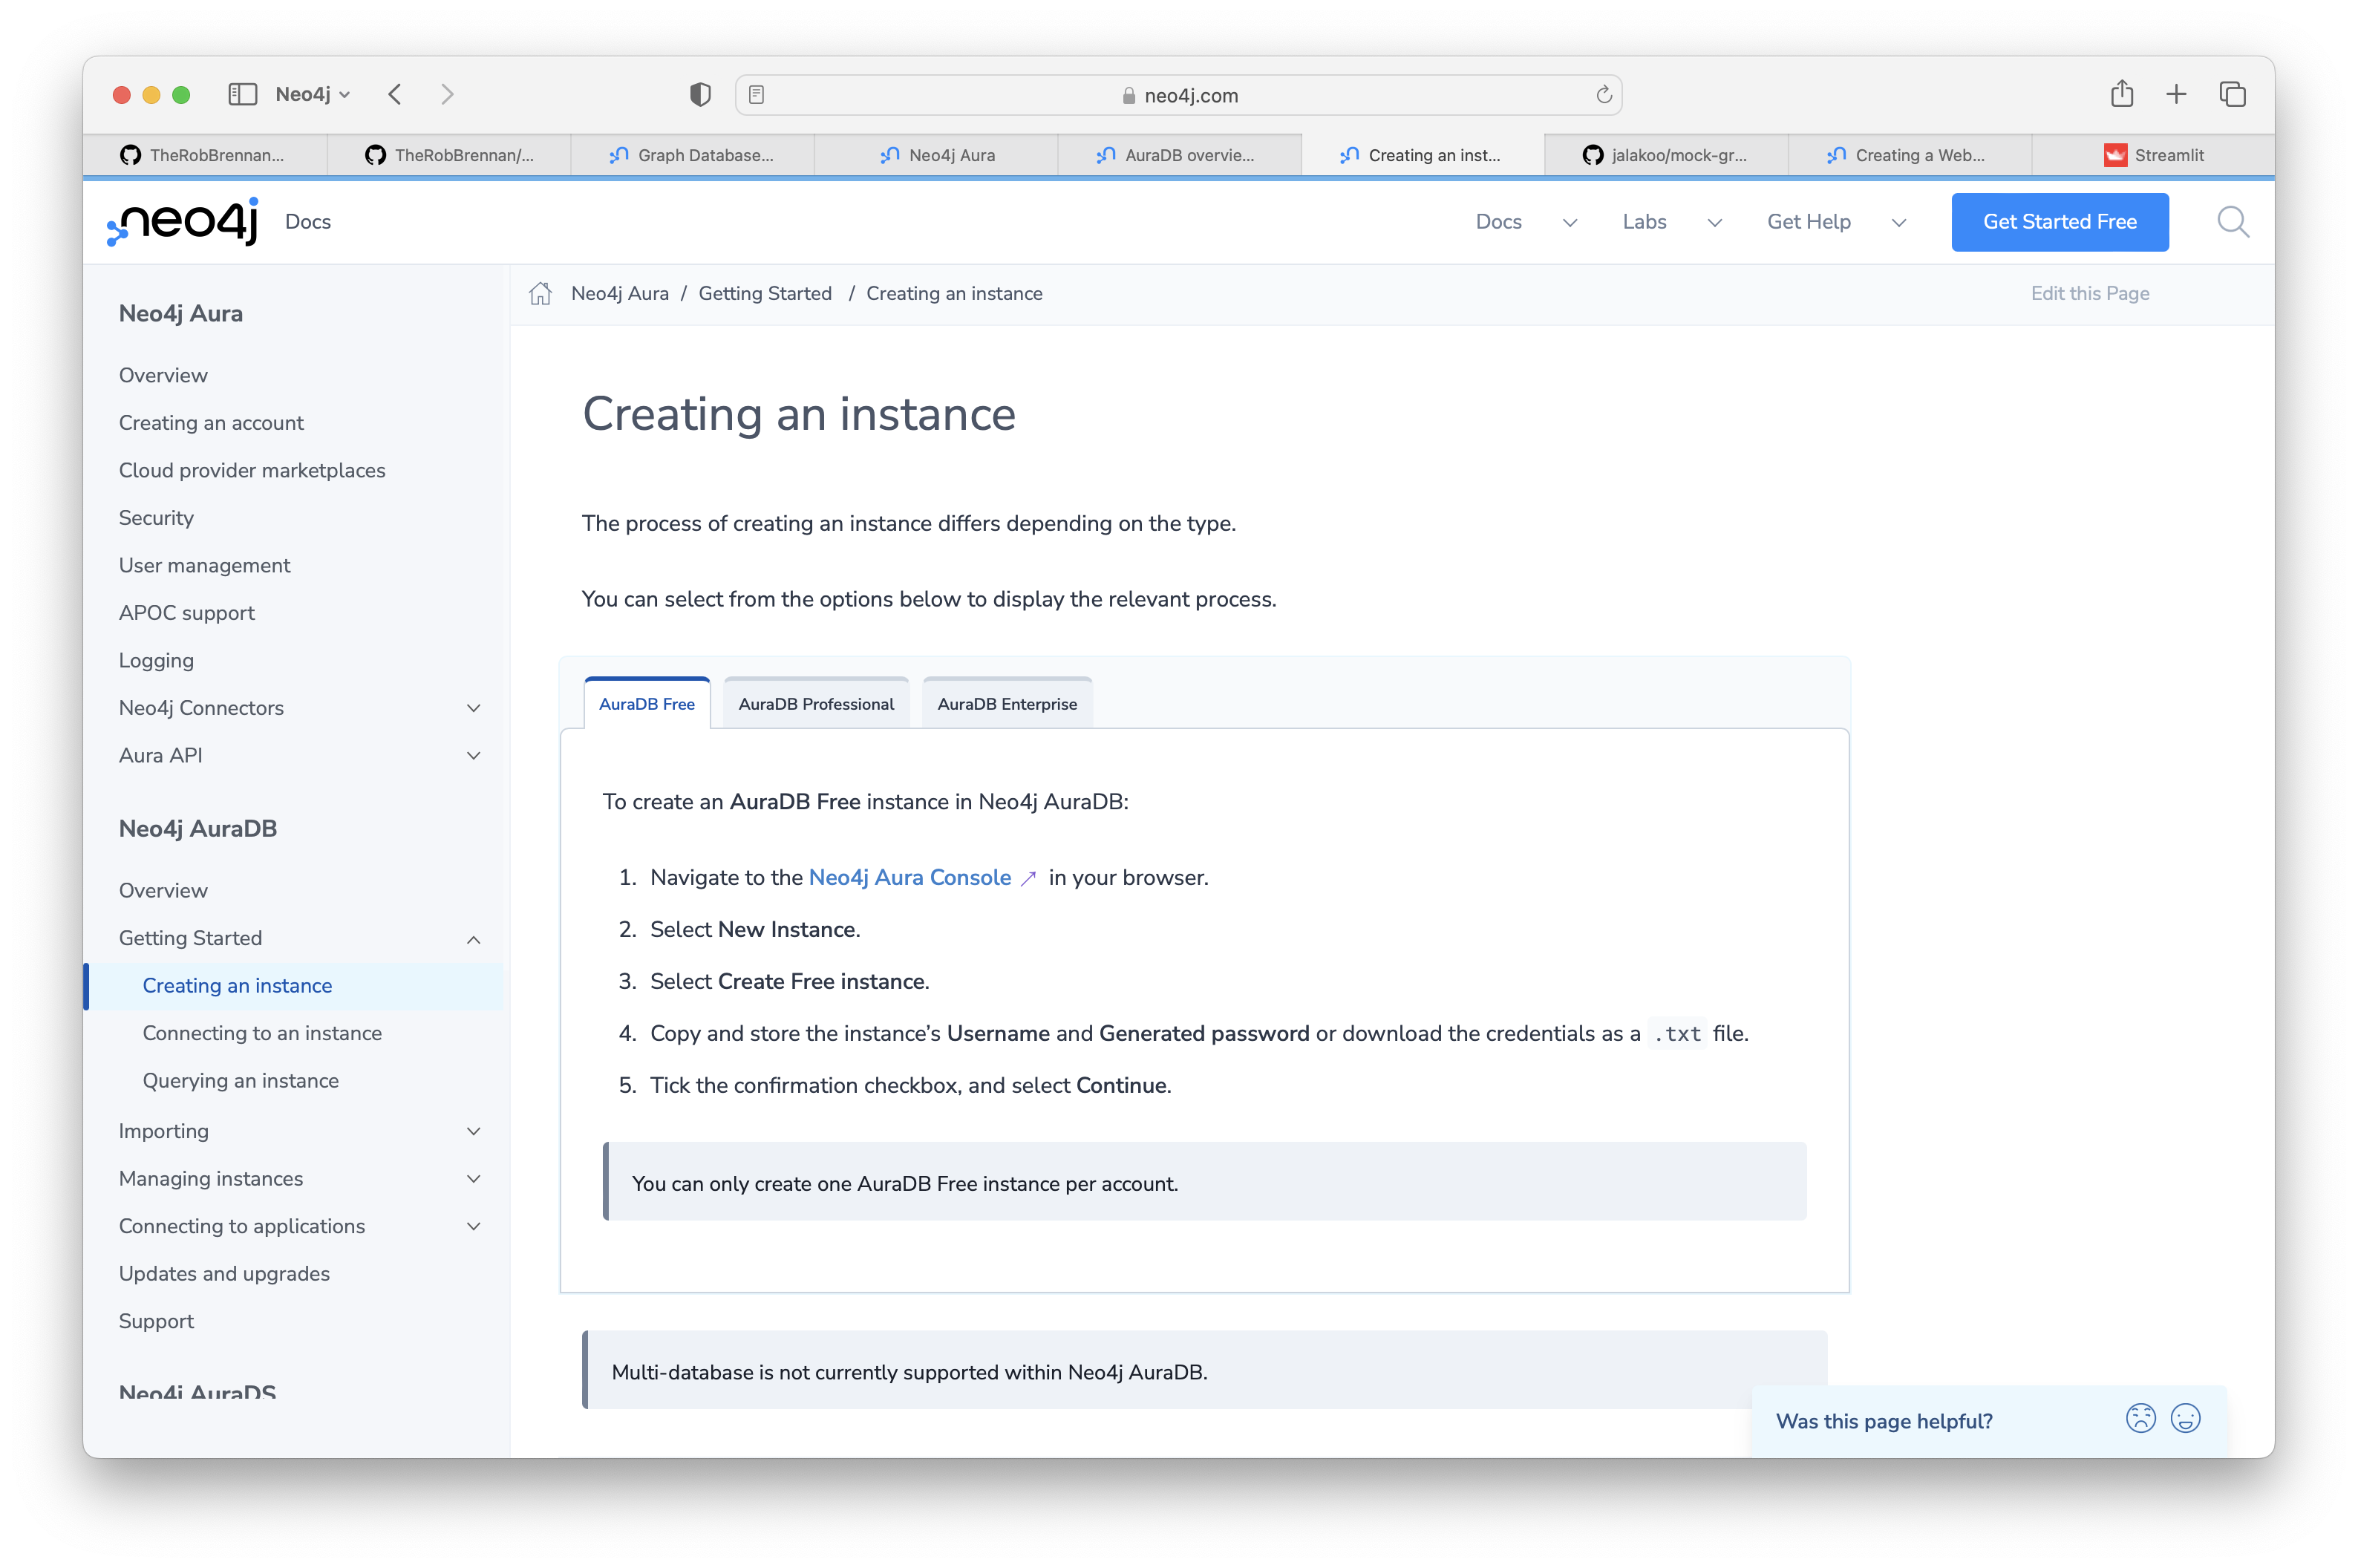 Neo4j
neo4j.com
TheRobBrennan...
TheRobBrennan/...
Graph Database...
Neo4j Aura
AuraDB overvie...
Creating an inst...
jalakoo/mock-gr...
Creating a Web...
Streamlit
neo4j
Docs
Docs
Labs
Get Help
Get Started Free
Neo4j Aura / Getting Started / Creating an instance
Edit this Page
Neo4j Aura
Overview
Creating an account
Cloud provider marketplaces
Security
User management
APOC support
Logging
Neo4j Connectors
Aura API
Neo4j AuraDB
Overview
Getting Started
Creating an instance
Connecting to an instance
Querying an instance
Importing
Managing instances
Connecting to applications
Updates and upgrades
Support
Neo4j AuraDS
Creating an instance
The process of creating an instance differs depending on the type.
You can select from the options below to display the relevant process.
AuraDB Free
AuraDB Professional
AuraDB Enterprise
To create an AuraDB Free instance in Neo4j AuraDB:
1. Navigate to the Neo4j Aura Console ↗ in your browser.
2. Select New Instance.
3. Select Create Free instance.
4. Copy and store the instance’s Username and Generated password or download the credentials as a .txt file.
5. Tick the confirmation checkbox, and select Continue.
You can only create one AuraDB Free instance per account.
Multi-database is not currently supported within Neo4j AuraDB.
Was this page helpful?